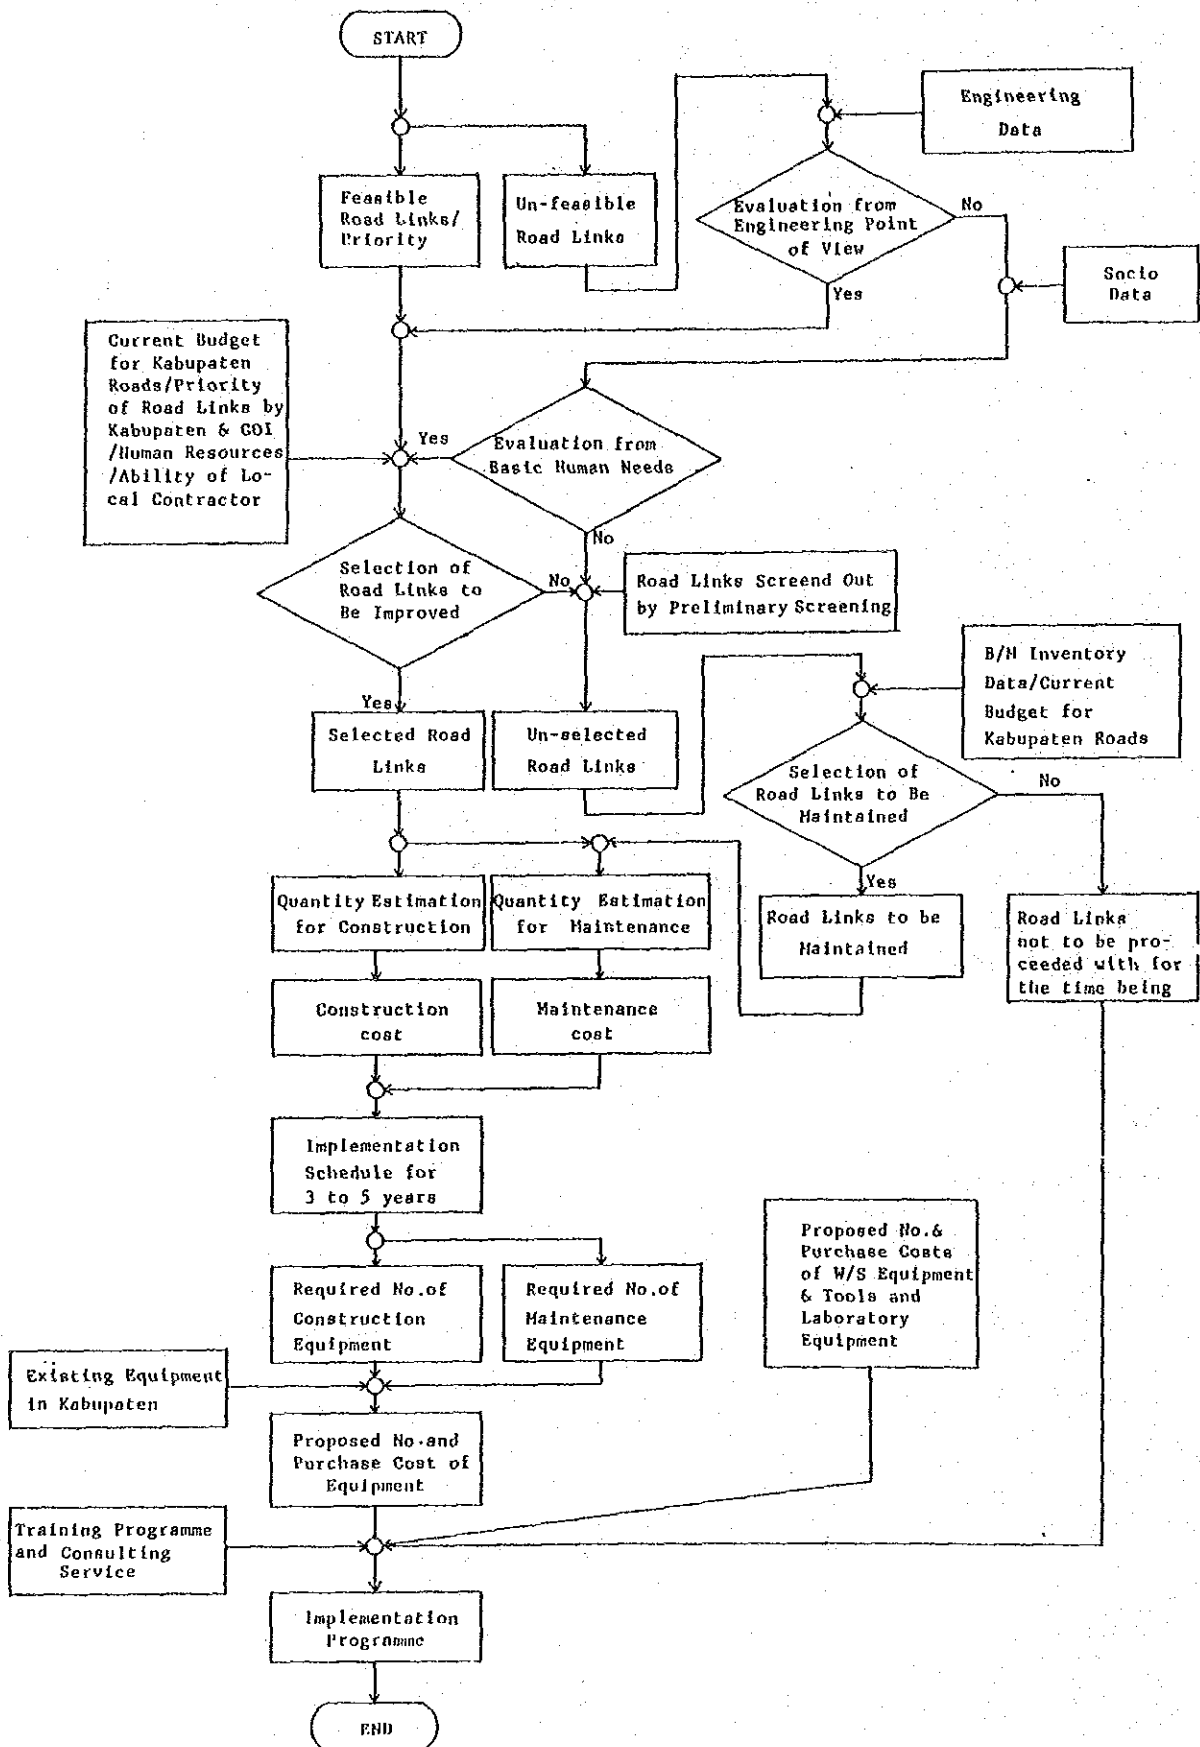 START
Engineering
Data
Feasible
Road Links/
Priority
Un-feasible
Road Links
Evaluation from
Engineering Point
of View
No
Yes
Socio
Data
Current Budget
for Kabupaten
Roads/Priority
of Road Links by
Kabupaten & GOI
/Human Resources
/Ability of Lo-
cal Contractor
Yes
Evaluation from
Basic Human Needs
No
Selection of
Road Links to
Be Improved
No
Road Links Screend Out
by Preliminary Screening
Yes
B/M Inventory
Data/Current
Budget for
Kabupaten Roads
Selected Road
Links
Un-selected
Road Links
Selection of
Road Links to Be
Maintained
No
Yes
Quantity Estimation
for Construction
Quantity Estimation
for Maintenance
Road Links to be
Maintained
Road Links
not to be pro-
ceeded with for
the time being
Construction
cost
Maintenance
cost
Implementation
Schedule for
3 to 5 years
Proposed No.&
Purchase Costs
of W/S Equipment
& Tools and
Laboratory
Equipment
Required No.of
Construction
Equipment
Required No.of
Maintenance
Equipment
Existing Equipment
in Kabupaten
Proposed No.and
Purchase Cost of
Equipment
Training Programme
and Consulting
Service
Implementation
Programme
END